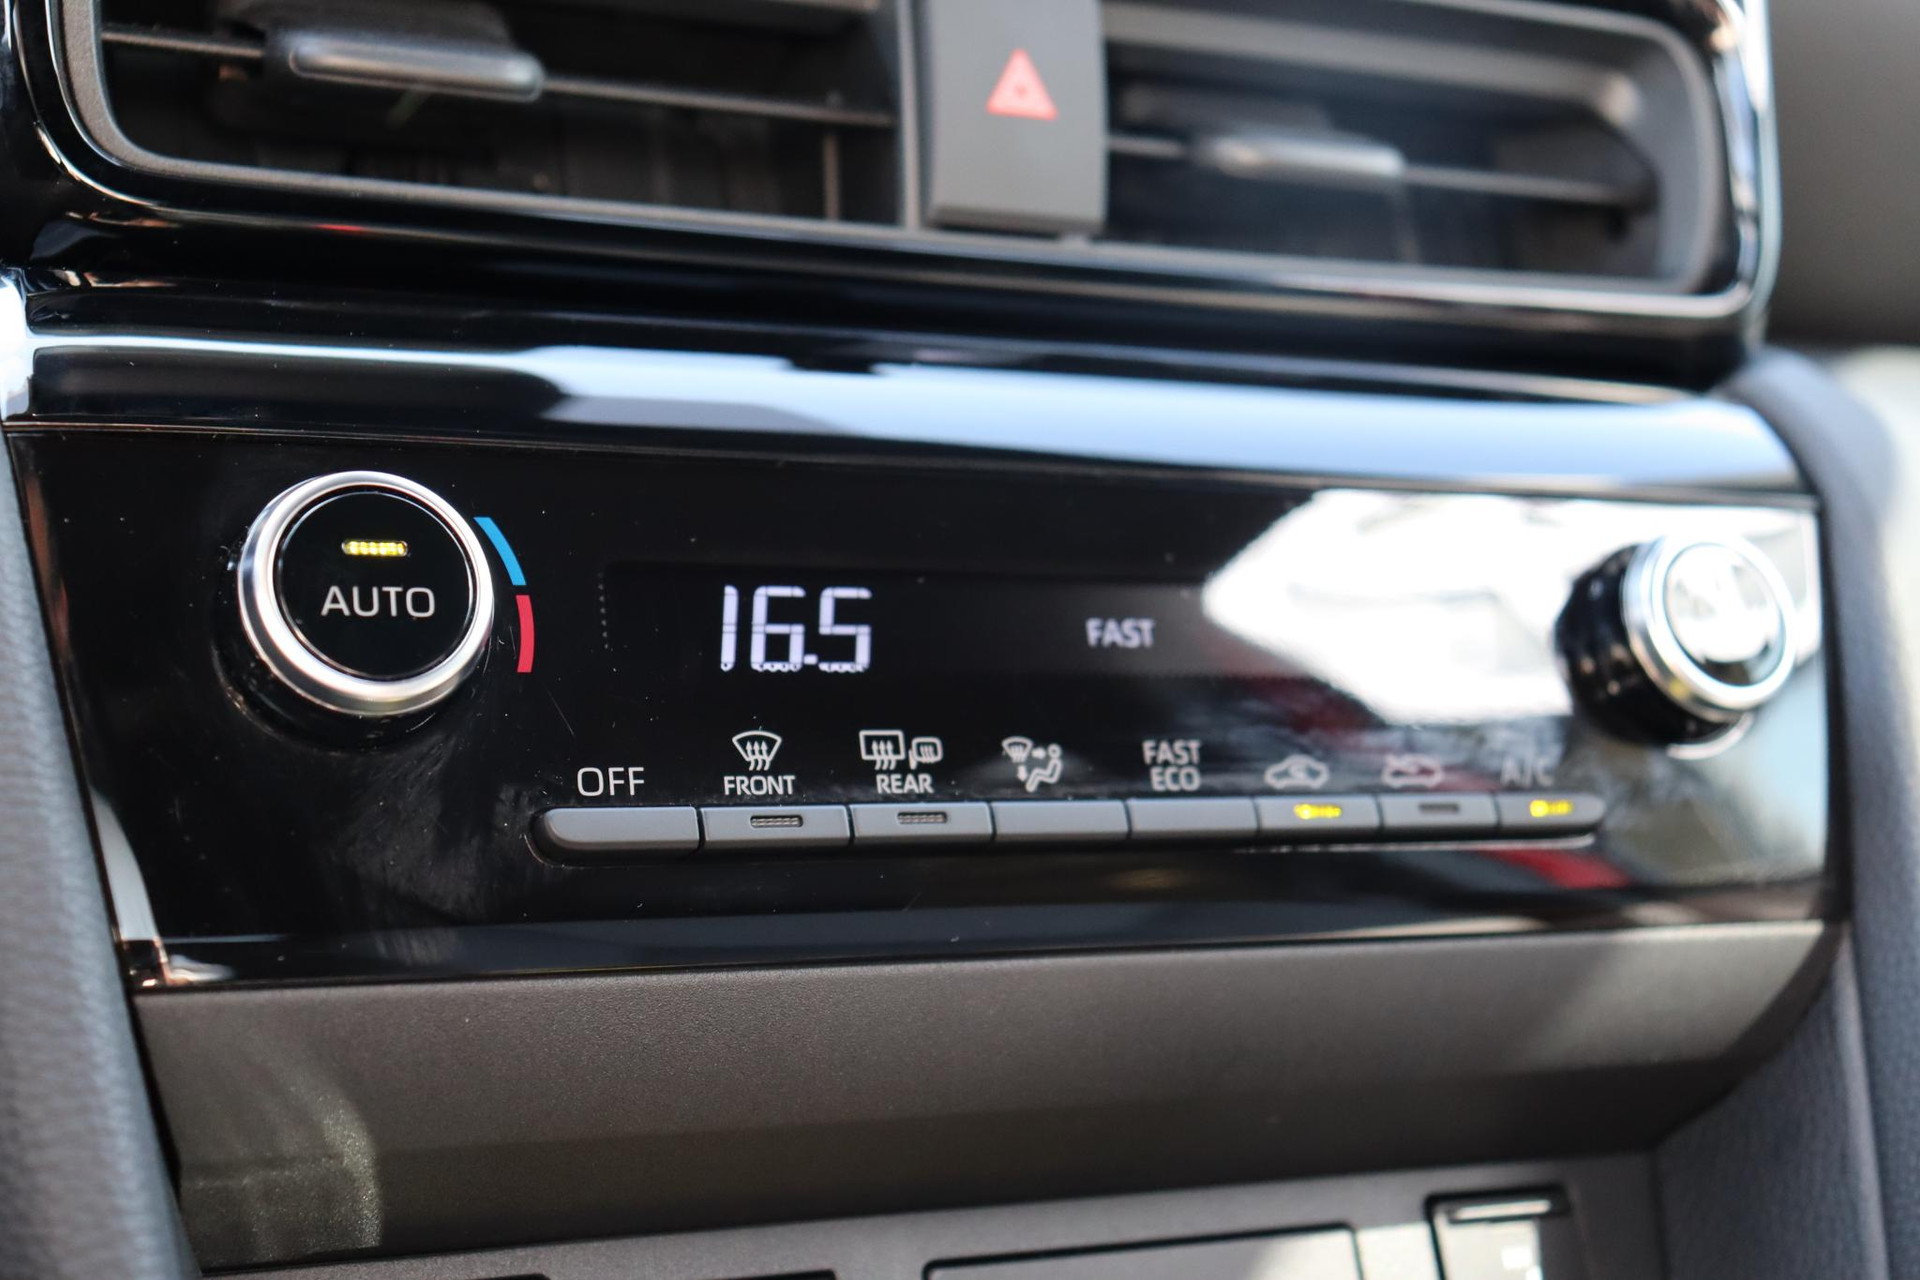 AUTO
16.5
FAST
OFF
FRONT
REAR
FAST
ECO
A/C